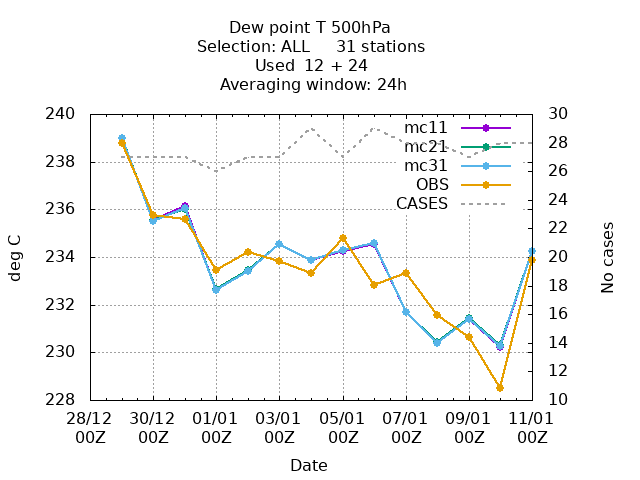 Dew point T 500hPa
Selection: ALL     31 stations
Used  12 + 24
Averaging window: 24h
240
238
236
234
232
230
228
deg C
30
28
26
24
22
20
18
16
14
12
10
No cases
mc11
mc21
mc31
OBS
CASES
28/12 30/12 01/01 03/01 05/01 07/01 09/01 11/01
00Z 00Z 00Z 00Z 00Z 00Z 00Z 00Z
Date